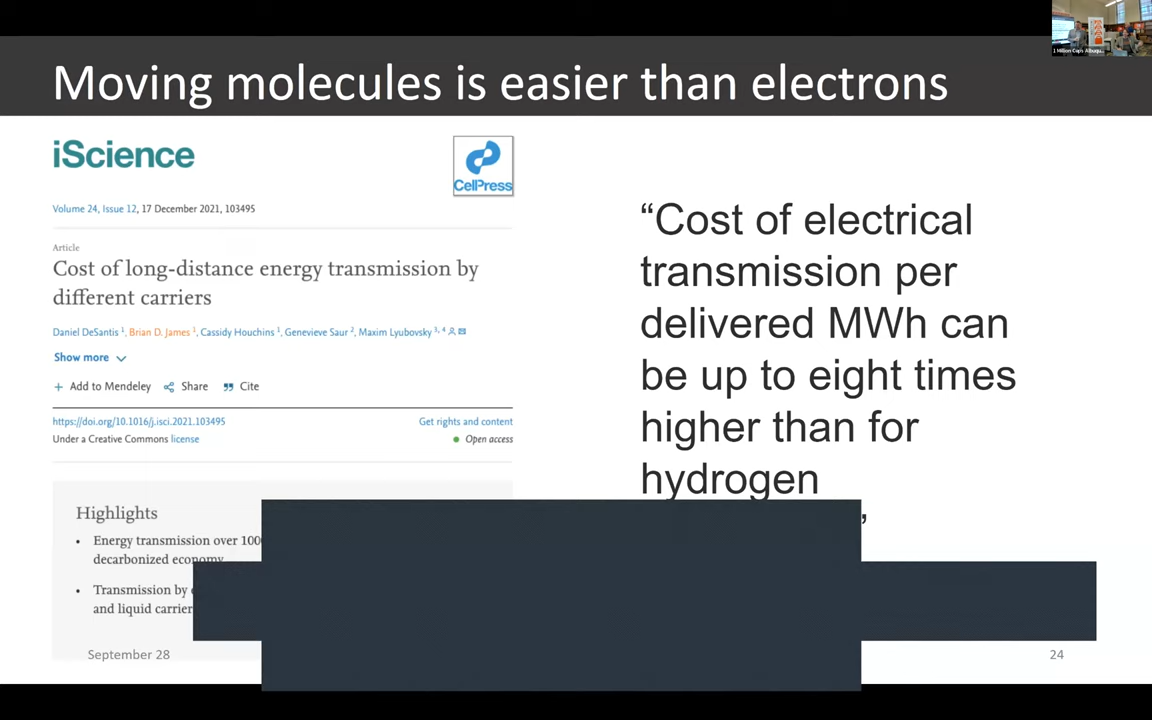 Moving molecules is easier than electrons
1 Million Cups Albuqu...
iScience
CellPress
Volume 24, Issue 12, 17 December 2021, 103495
Article
Cost of long-distance energy transmission by
different carriers
Daniel DeSantis 1, Brian D. James 1, Cassidy Houchins 1, Genevieve Saur 2, Maxim Lyubovsky 3, 4
Show more
+ Add to Mendeley Share Cite
https://doi.org/10.1016/j.isci.2021.103495 Get rights and content
Under a Creative Commons license Open access
Highlights
• Energy transmission over 100
decarbonized economy
• Transmission by
and liquid carrier
“Cost of electrical
transmission per
delivered MWh can
be up to eight times
higher than for
hydrogen
September 28
24